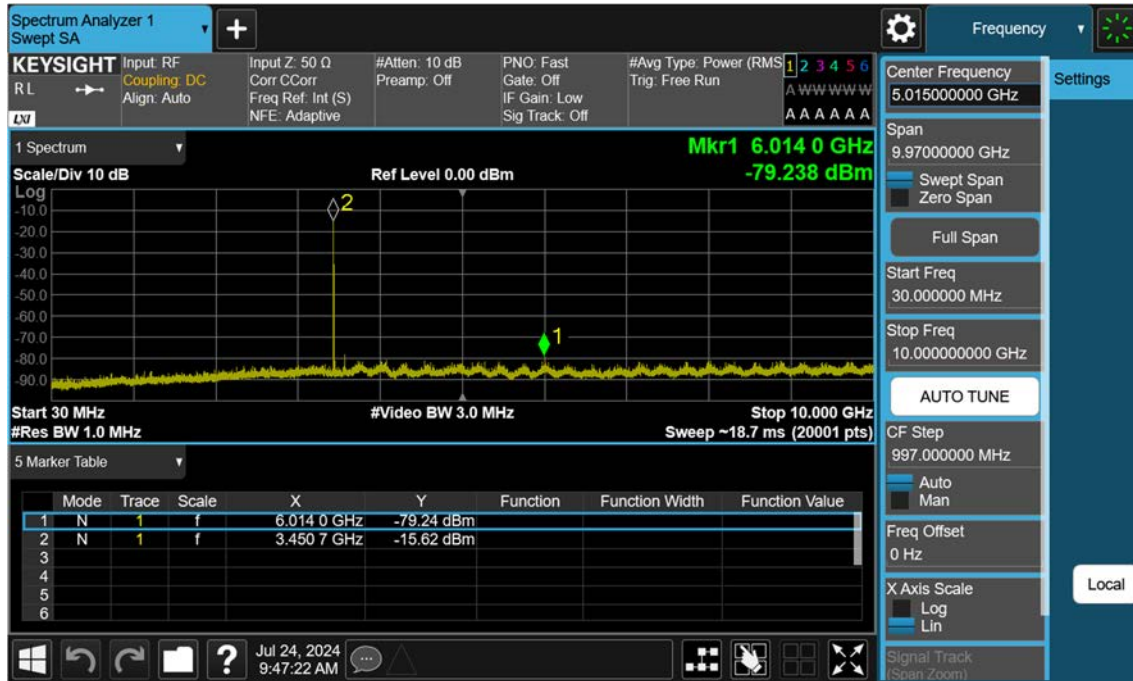 Spectrum Analyzer 1
Swept SA
+
Frequency
KEYSIGHT
RL
LXI
Input: RF
Coupling: DC
Align: Auto
Input Z: 50 Ω
Corr CCorr
Freq Ref: Int (S)
NFE: Adaptive
#Atten: 10 dB
Preamp: Off
PNO: Fast
Gate: Off
IF Gain: Low
Sig Track: Off
#Avg Type: Power (RMS
Trig: Free Run
1 2 3 4 5 6
A W W W W W
A A A A A A
1 Spectrum
Scale/Div 10 dB
Ref Level 0.00 dBm
Mkr1 6.014 0 GHz
-79.238 dBm
Log
-10.0
-20.0
-30.0
-40.0
-50.0
-60.0
-70.0
-80.0
-90.0
2
1
Start 30 MHz
#Video BW 3.0 MHz
Stop 10.000 GHz
#Res BW 1.0 MHz
Sweep ~18.7 ms (20001 pts)
5 Marker Table
Mode Trace Scale X Y Function Function Width Function Value
1 N 1 f 6.014 0 GHz -79.24 dBm
2 N 1 f 3.450 7 GHz -15.62 dBm
3
4
5
6
?
Jul 24, 2024
9:47:22 AM
Center Frequency
5.015000000 GHz
Span
9.97000000 GHz
Swept Span
Zero Span
Full Span
Start Freq
30.000000 MHz
Stop Freq
10.000000000 GHz
AUTO TUNE
CF Step
997.000000 MHz
Auto
Man
Freq Offset
0 Hz
X Axis Scale
Log
Lin
Signal Track
(Span Zoom)
Settings
Local